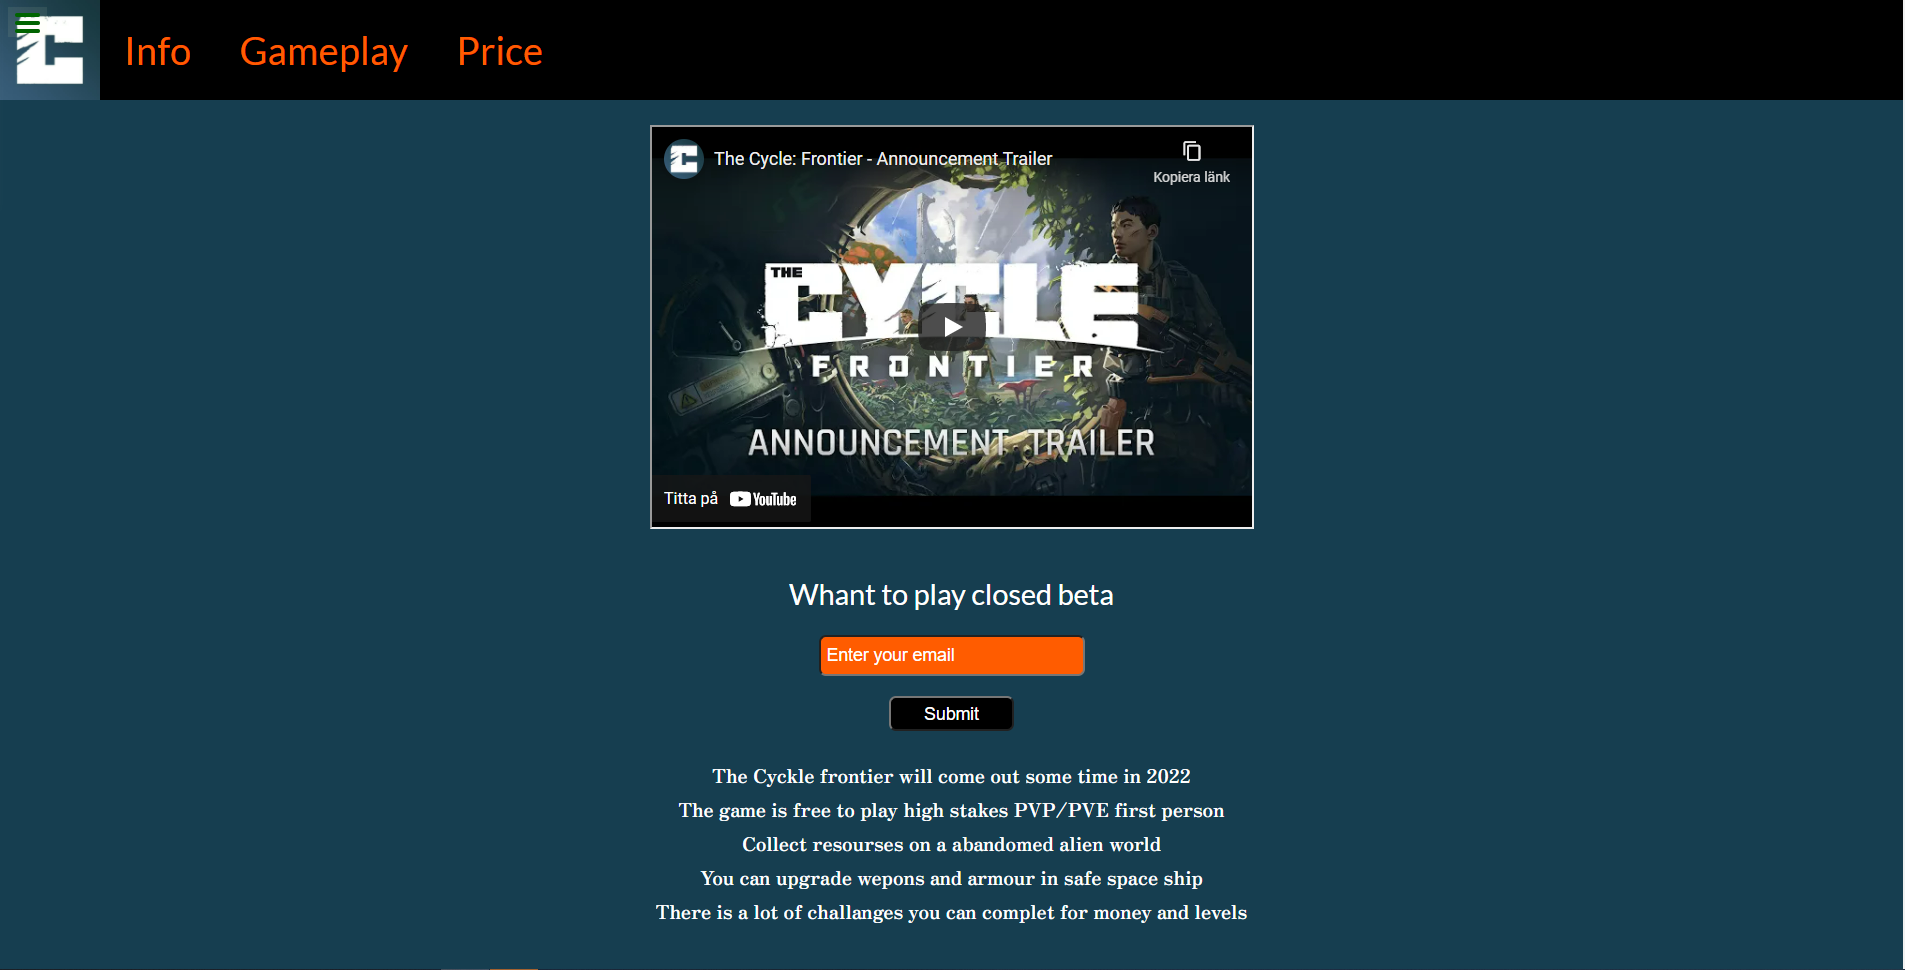 Info Gameplay Price
The Cycle: Frontier - Announcement Trailer
Kopiera länk
THE
CYCLE
FRONTIER
ANNOUNCEMENT TRAILER
Titta på YouTube
Whant to play closed beta
Enter your email
Submit
The Cyckle frontier will come out some time in 2022
The game is free to play high stakes PVP/PVE first person
Collect resourses on a abandomed alien world
You can upgrade wepons and armour in safe space ship
There is a lot of challanges you can complet for money and levels